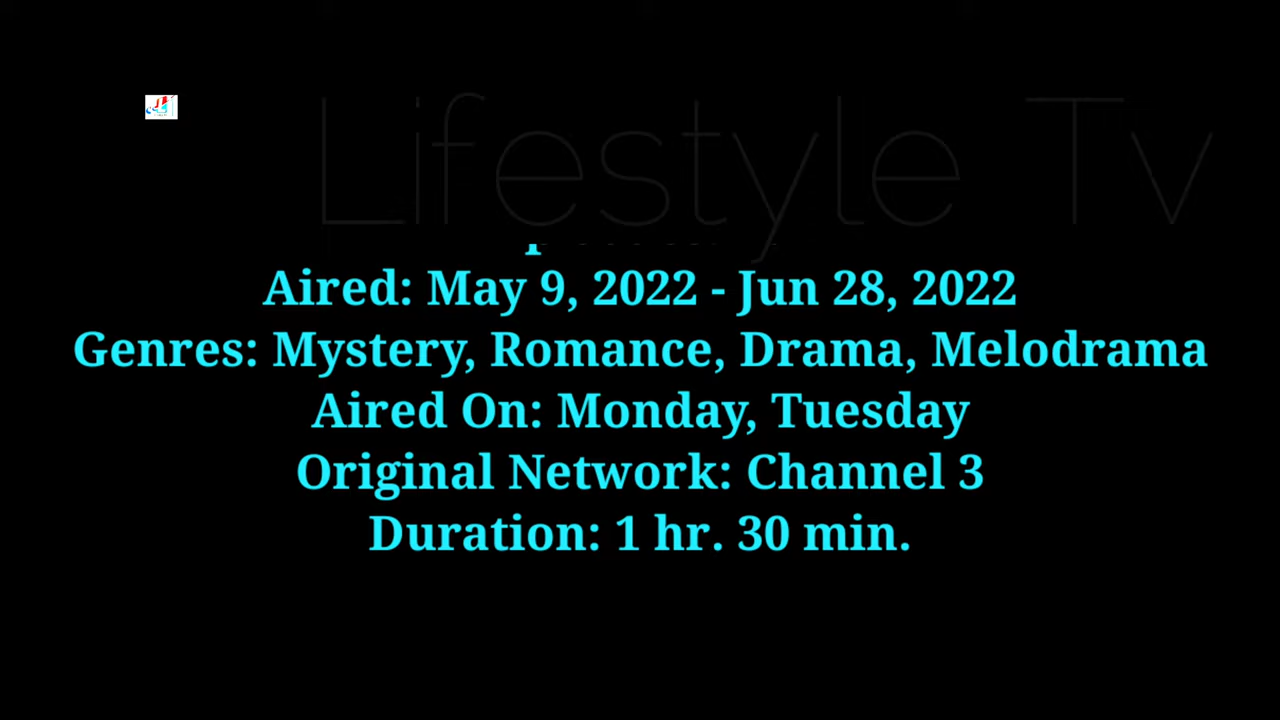 Lifestyle Tv
Aired: May 9, 2022 - Jun 28, 2022
Genres: Mystery, Romance, Drama, Melodrama
Aired On: Monday, Tuesday
Original Network: Channel 3
Duration: 1 hr. 30 min.